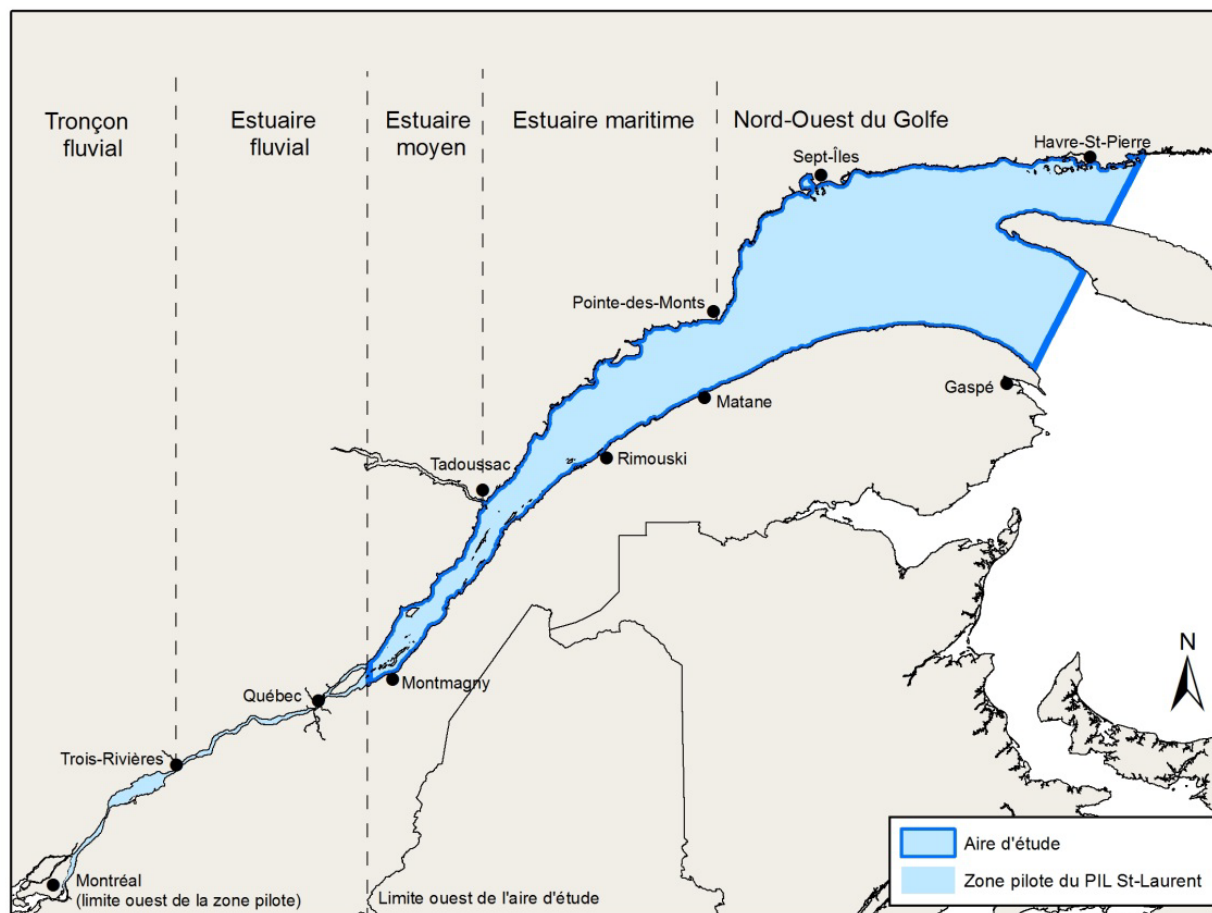 Tronçon
fluvial
Estuaire
fluvial
Estuaire
moyen
Estuaire maritime
Nord-Ouest du Golfe
Havre-St-Pierre
Sept-Îles
Pointe-des-Monts
Gaspé
Matane
Rimouski
Tadoussac
Montmagny
Québec
Trois-Rivières
Montréal
(limite ouest de la zone pilote)
Limite ouest de l'aire d'étude
N
Aire d'étude
Zone pilote du PIL St-Laurent